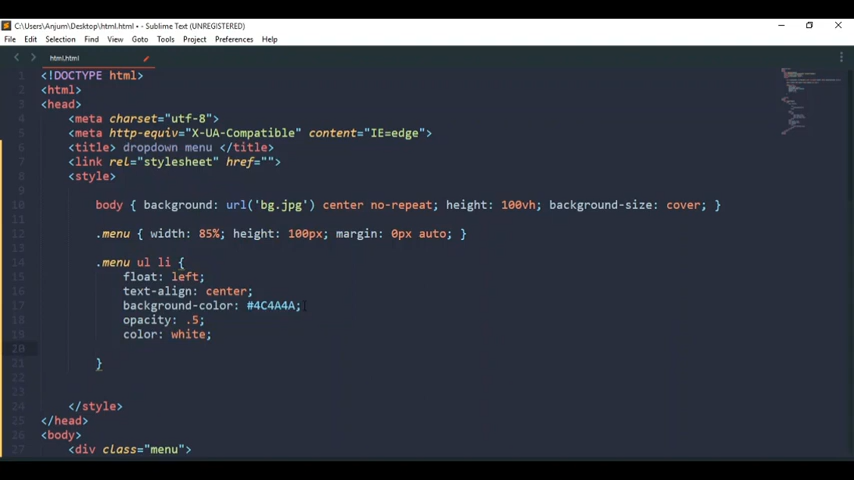 C:\Users\Anjum\Desktop\html.html • - Sublime Text (UNREGISTERED)
File Edit Selection Find View Goto Tools Project Preferences Help
html.html
1 <!DOCTYPE html>
2 <html>
3 <head>
4 <meta charset="utf-8">
5 <meta http-equiv="X-UA-Compatible" content="IE=edge">
6 <title> dropdown menu </title>
7 <link rel="stylesheet" href="">
8 <style>
9
10 body { background: url('bg.jpg') center no-repeat; height: 100vh; background-size: cover; }
11
12 .menu { width: 85%; height: 100px; margin: 0px auto; }
13
14 .menu ul li {
15 float: left;
16 text-align: center;
17 background-color: #4C4A4A;
18 opacity: .5;
19 color: white;
20
21 }
22
23
24 </style>
25 </head>
26 <body>
27 <div class="menu">